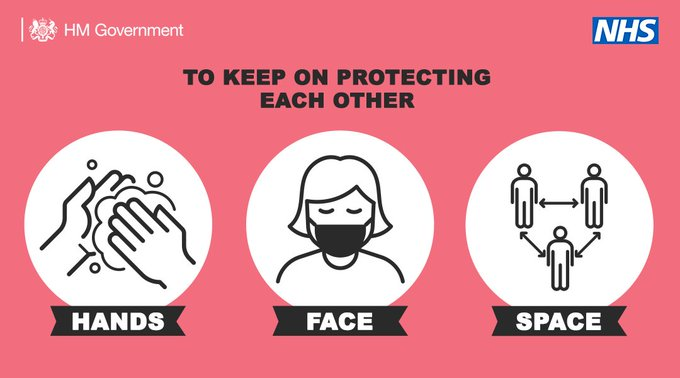 HM Government
NHS
TO KEEP ON PROTECTING
EACH OTHER
HANDS
FACE
SPACE